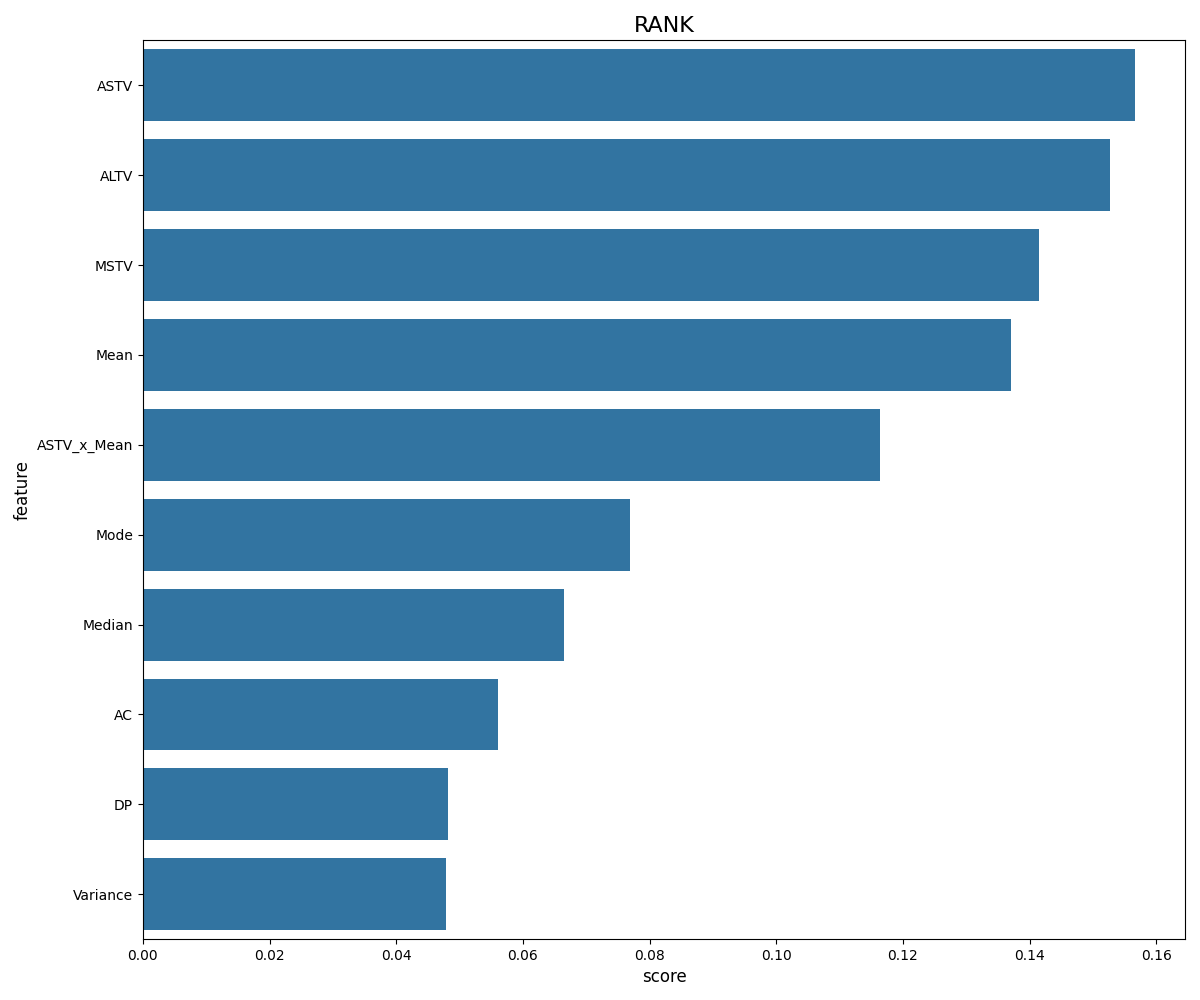 RANK
ASTV
ALTV
MSTV
Mean
ASTV_x_Mean
Mode
Median
AC
DP
Variance
feature
0.00 0.02 0.04 0.06 0.08 0.10 0.12 0.14 0.16
score